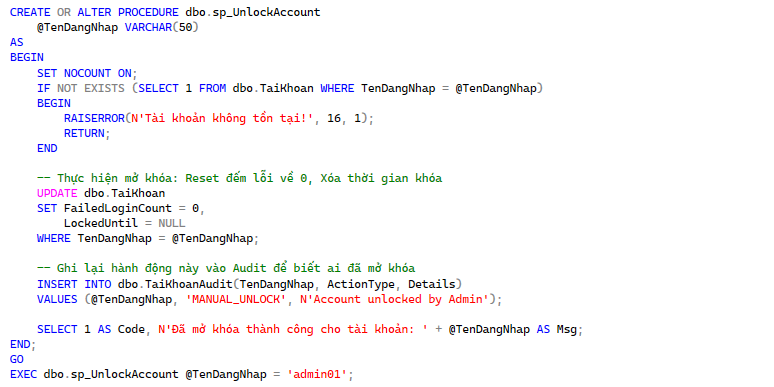 CREATE OR ALTER PROCEDURE dbo.sp_UnlockAccount
    @TenDangNhap VARCHAR(50)
AS
BEGIN
    SET NOCOUNT ON;
    IF NOT EXISTS (SELECT 1 FROM dbo.TaiKhoan WHERE TenDangNhap = @TenDangNhap)
    BEGIN
        RAISERROR(N'Tài khoản không tồn tại!', 16, 1);
        RETURN;
    END

    -- Thực hiện mở khóa: Reset đếm lỗi về 0, Xóa thời gian khóa
    UPDATE dbo.TaiKhoan
    SET FailedLoginCount = 0,
        LockedUntil = NULL
    WHERE TenDangNhap = @TenDangNhap;

    -- Ghi lại hành động này vào Audit để biết ai đã mở khóa
    INSERT INTO dbo.TaiKhoanAudit(TenDangNhap, ActionType, Details)
    VALUES (@TenDangNhap, 'MANUAL_UNLOCK', N'Account unlocked by Admin');

    SELECT 1 AS Code, N'Đã mở khóa thành công cho tài khoản: ' + @TenDangNhap AS Msg;
END;
GO
EXEC dbo.sp_UnlockAccount @TenDangNhap = 'admin01';